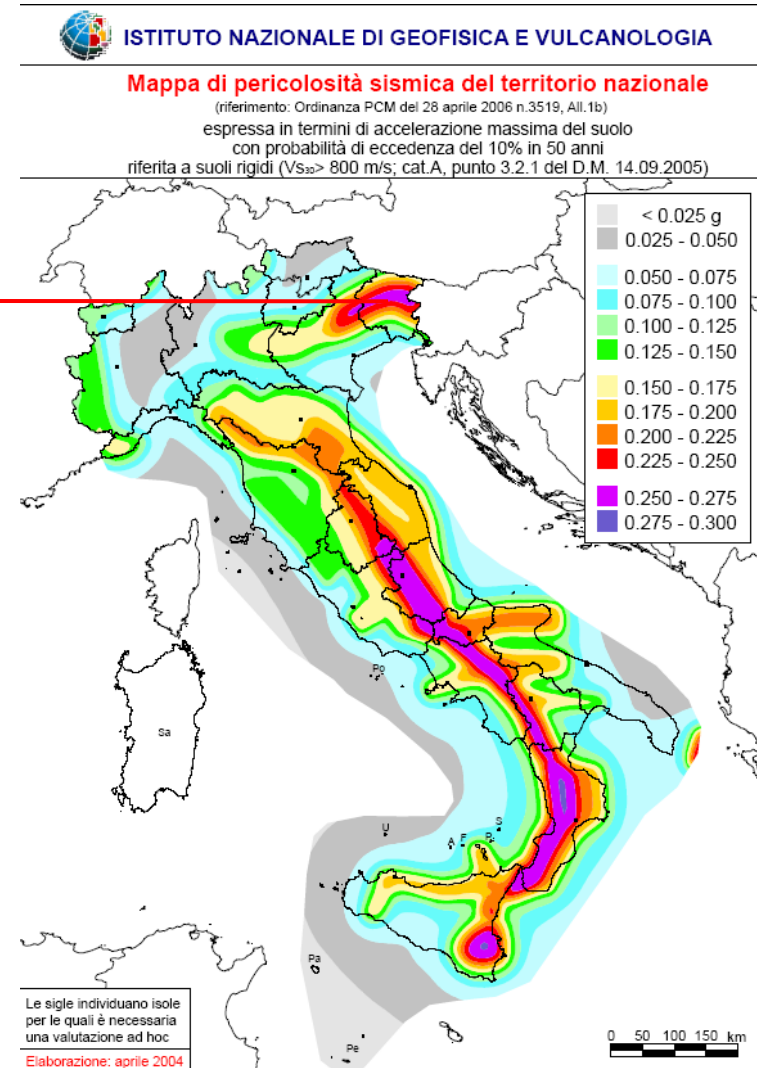 ISTITUTO NAZIONALE DI GEOFISICA E VULCANOLOGIA
Mappa di pericolosità sismica del territorio nazionale
(riferimento: Ordinanza PCM del 28 aprile 2006 n.3519, All.1b)
espressa in termini di accelerazione massima del suolo
con probabilità di eccedenza del 10% in 50 anni
riferita a suoli rigidi (Vs₃₀> 800 m/s; cat.A, punto 3.2.1 del D.M. 14.09.2005)
< 0.025 g
0.025 - 0.050
0.050 - 0.075
0.075 - 0.100
0.100 - 0.125
0.125 - 0.150
0.150 - 0.175
0.175 - 0.200
0.200 - 0.225
0.225 - 0.250
0.250 - 0.275
0.275 - 0.300
Po
Sa
U
A F P S
Pa
Pe
Le sigle individuano isole
per le quali è necessaria
una valutazione ad hoc
Elaborazione: aprile 2004
0 50 100 150 km